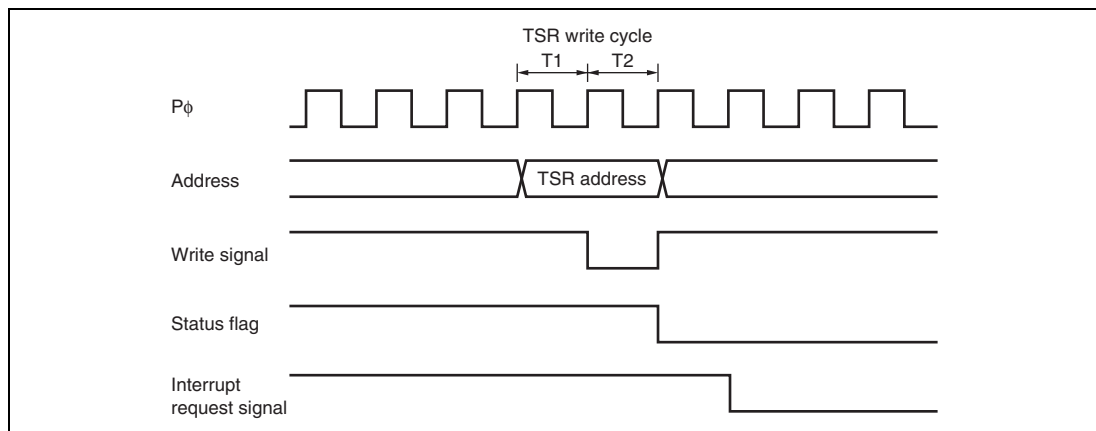 TSR write cycle
T1 T2
Pϕ
Address
TSR address
Write signal
Status flag
Interrupt
request signal